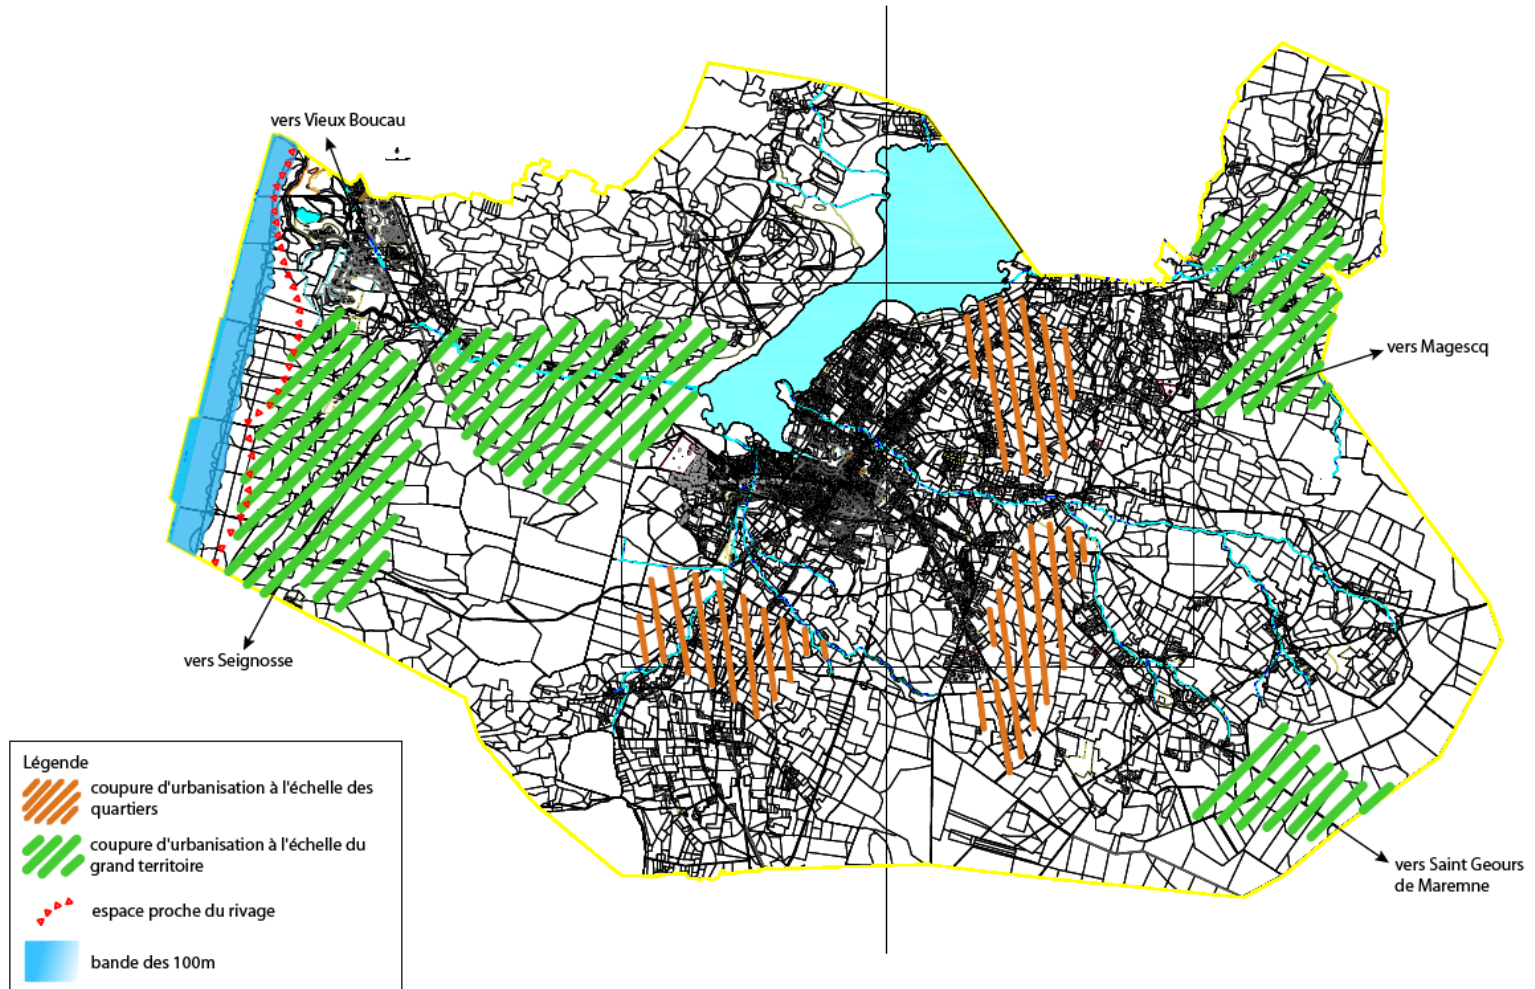 vers Vieux Boucau
vers Magescq
vers Seignosse
vers Saint Geours
de Maremne
Légende
coupure d'urbanisation à l'échelle des
quartiers
coupure d'urbanisation à l'échelle du
grand territoire
espace proche du rivage
bande des 100m